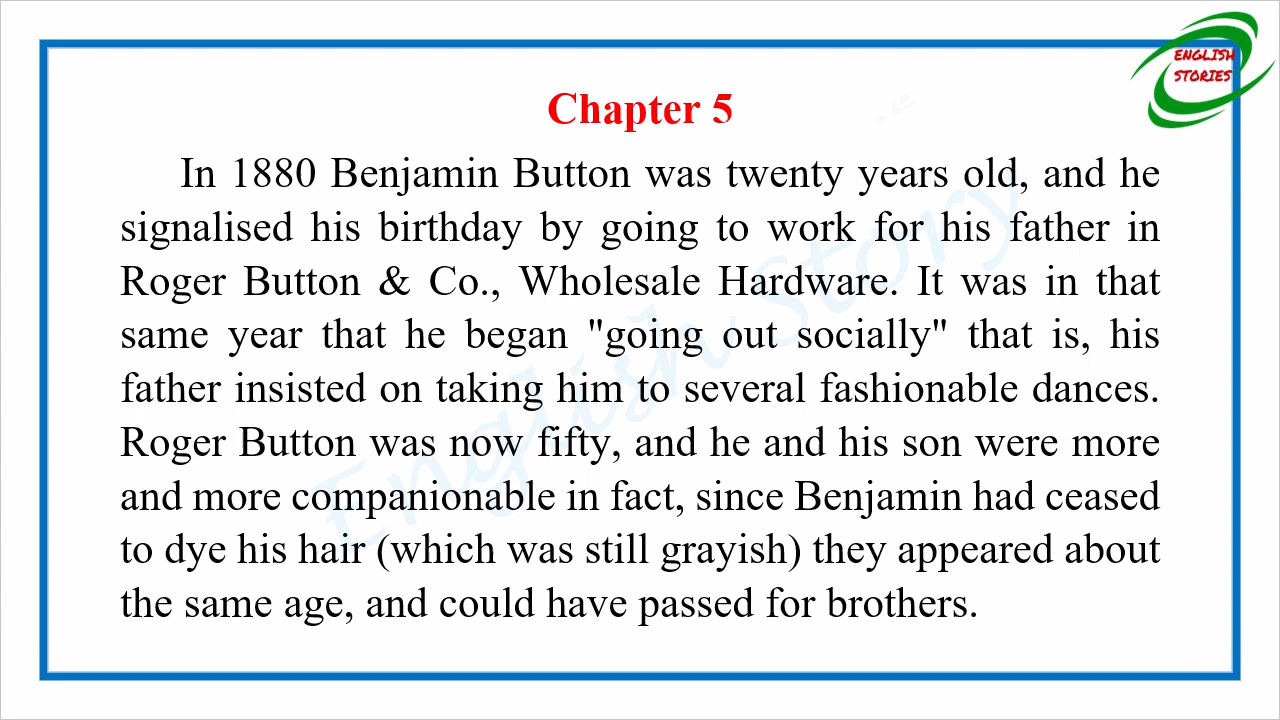 ENGLISH
STORIES
Chapter 5
In 1880 Benjamin Button was twenty years old, and he
signalised his birthday by going to work for his father in
Roger Button & Co., Wholesale Hardware. It was in that
same year that he began "going out socially" that is, his
father insisted on taking him to several fashionable dances.
Roger Button was now fifty, and he and his son were more
and more companionable in fact, since Benjamin had ceased
to dye his hair (which was still grayish) they appeared about
the same age, and could have passed for brothers.
English Story